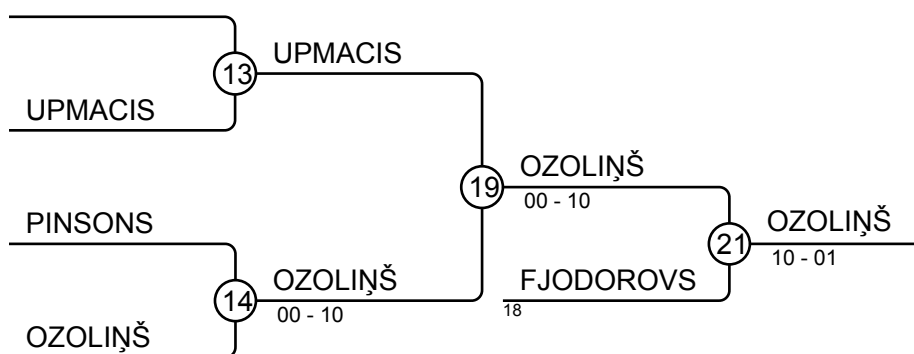 UPMACIS
13
UPMACIS
OZOLIŅŠ
19
00 - 10
PINSONS
OZOLIŅŠ
21
10 - 01
OZOLIŅŠ
14
00 - 10
FJODOROVS
18
OZOLIŅŠ